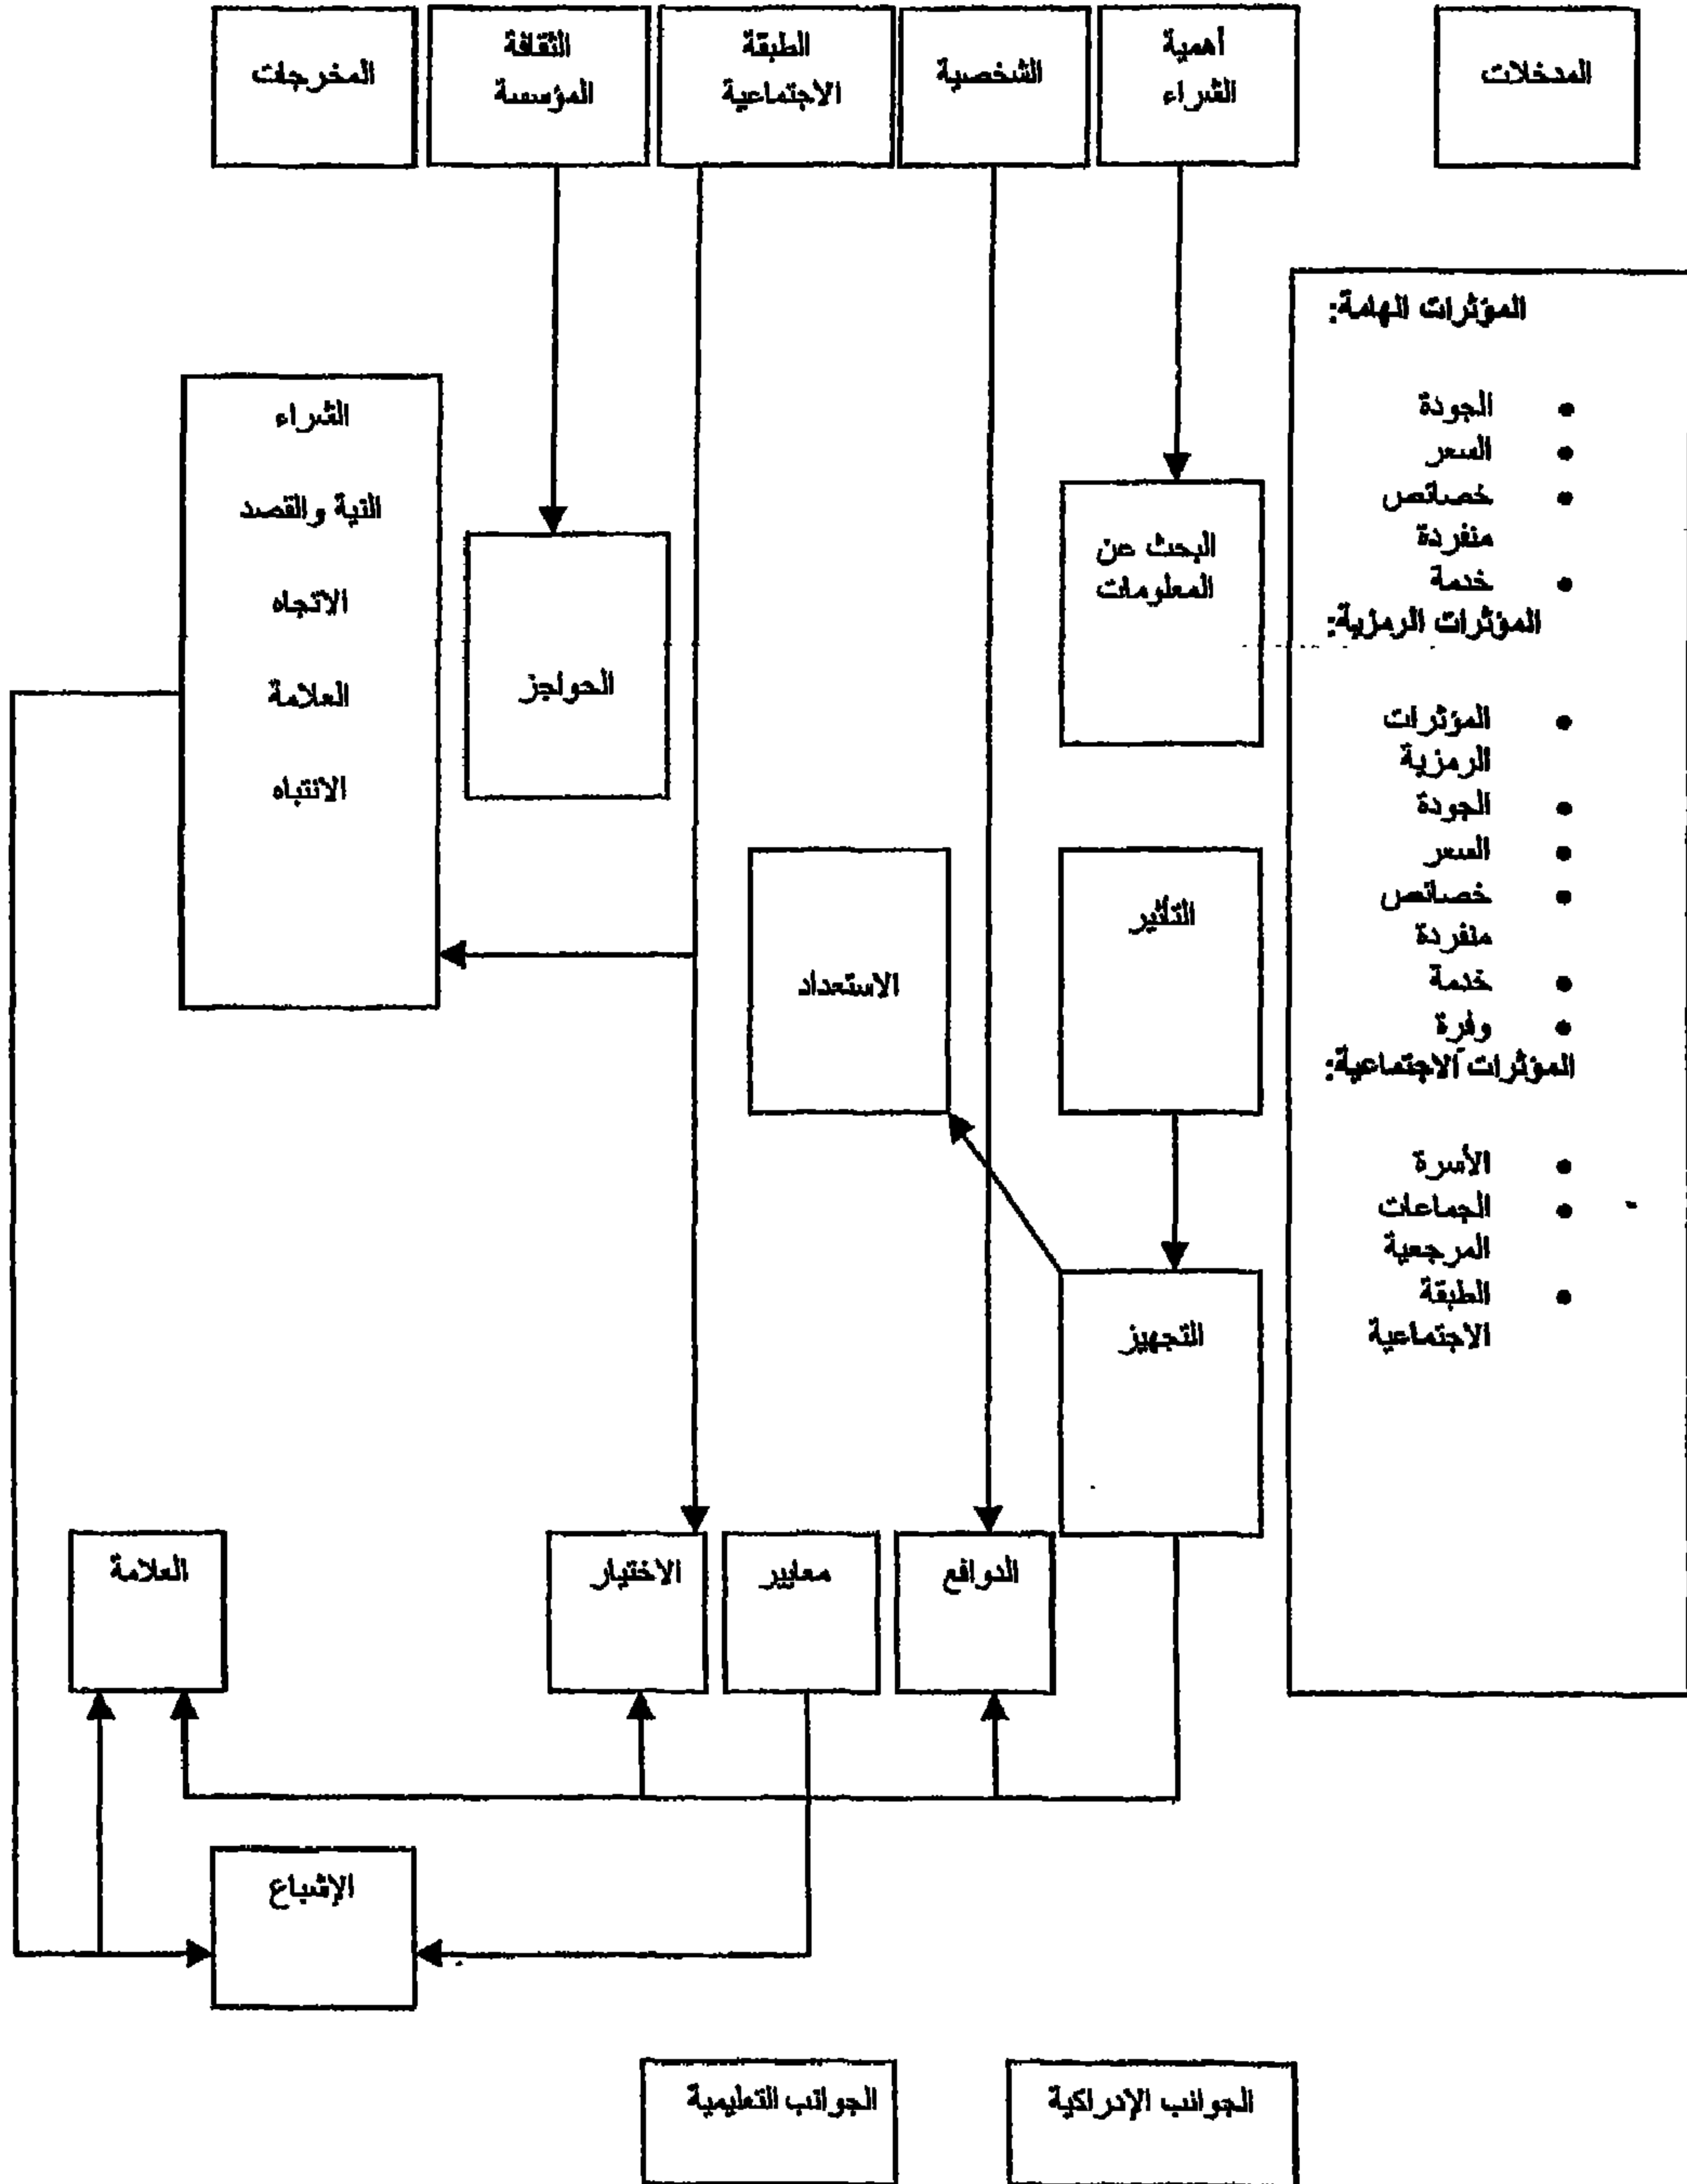 المدخلات
أهمية
الشراء
الشخصية
الطبقة
الاجتماعية
الثقافة
المؤسسة
المخرجات
المؤثرات الهامة:
• الجودة
• السعر
• خصائص
منفردة
• خدمة
المؤثرات الرمزية:
• المؤثرات
الرمزية
• الجودة
• السعر
• خصائص
منفردة
• خدمة
• وفرة
المؤثرات الاجتماعية:
• الأسرة
• الجماعات
المرجعية
• الطبقة
الاجتماعية
البحث عن
المعلومات
التأثير
التجهيز
الاستعداد
الحواجز
الشراء
النية والقصد
الاتجاه
العلامة
الانتباه
الدوافع
معايير
الاختيار
العلامة
الإشباع
الجوانب الإدراكية
الجوانب التعليمية